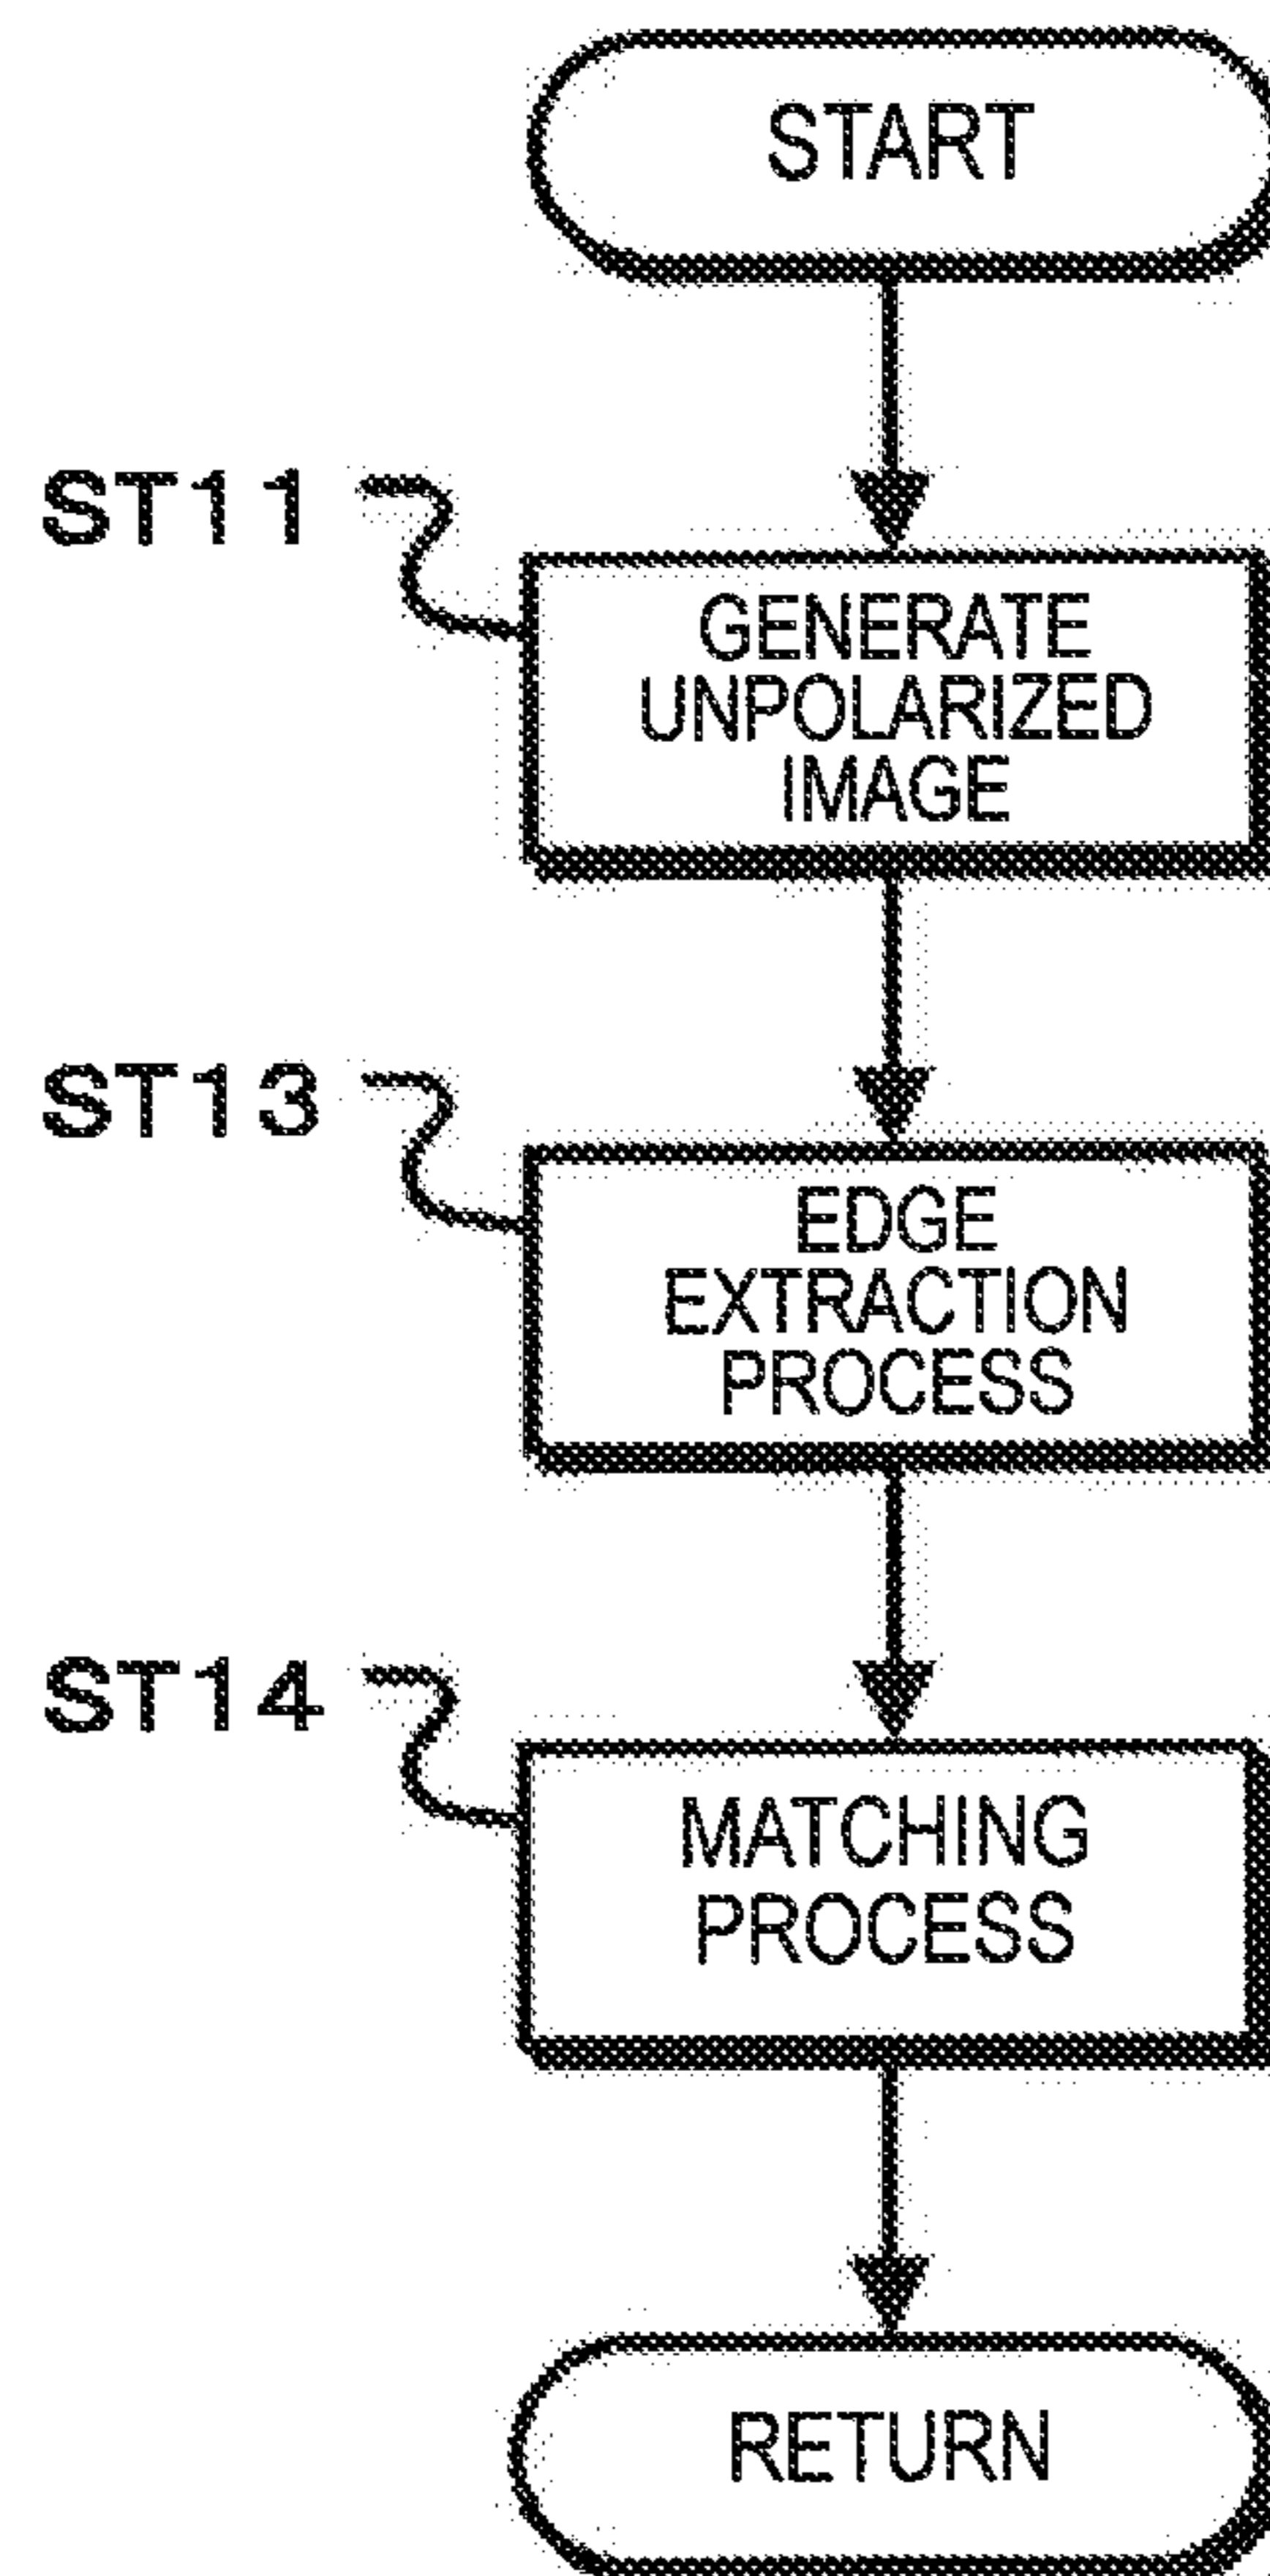 START
ST11
GENERATE
UNPOLARIZED
IMAGE
ST13
EDGE
EXTRACTION
PROCESS
ST14
MATCHING
PROCESS
RETURN